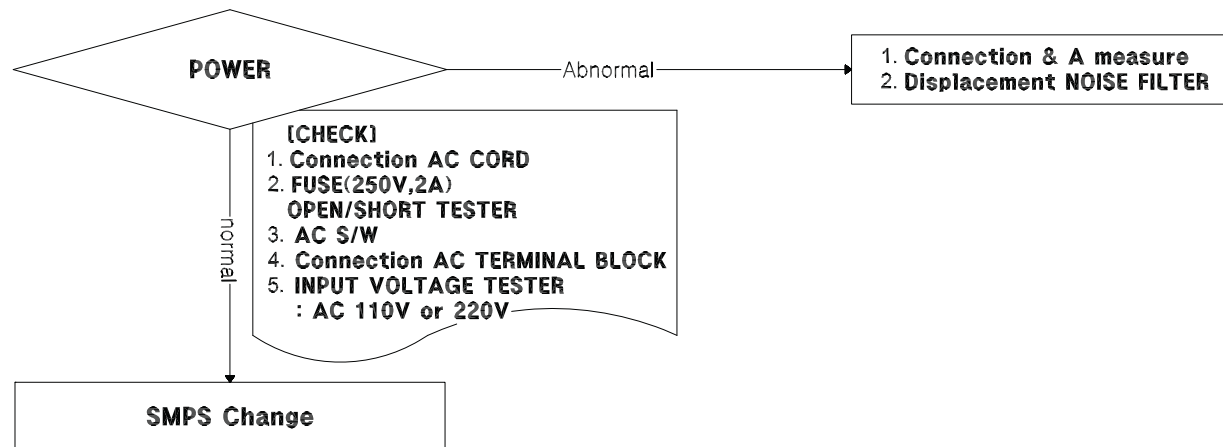 POWER
Abnormal
1. Connection & A measure
2. Displacement NOISE FILTER
[CHECK]
1. Connection AC CORD
2. FUSE(250V,2A)
OPEN/SHORT TESTER
3. AC S/W
4. Connection AC TERMINAL BLOCK
5. INPUT VOLTAGE TESTER
: AC 110V or 220V
normal
SMPS Change